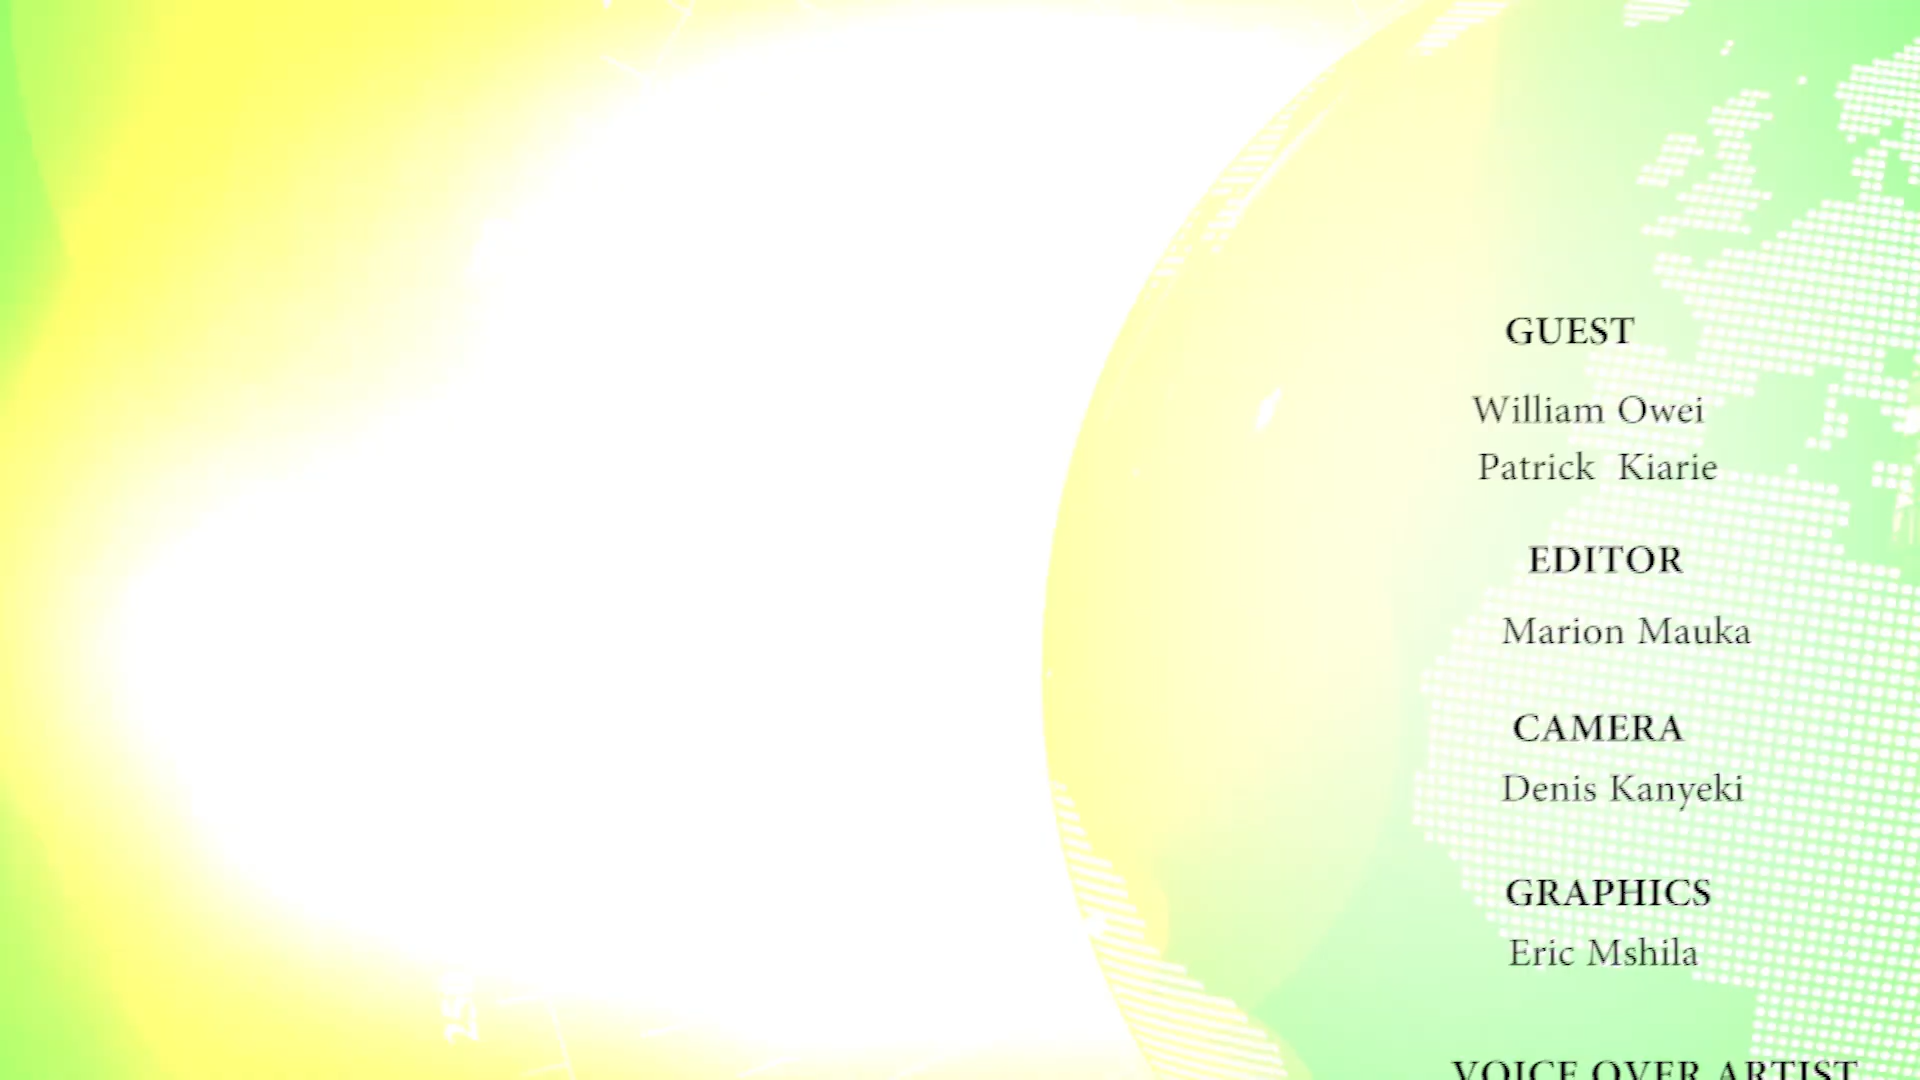 GUEST
William Owei
Patrick Kiarie
EDITOR
Marion Mauka
CAMERA
Denis Kanyeki
GRAPHICS
Eric Mshila
VOICE OVER ARTIST